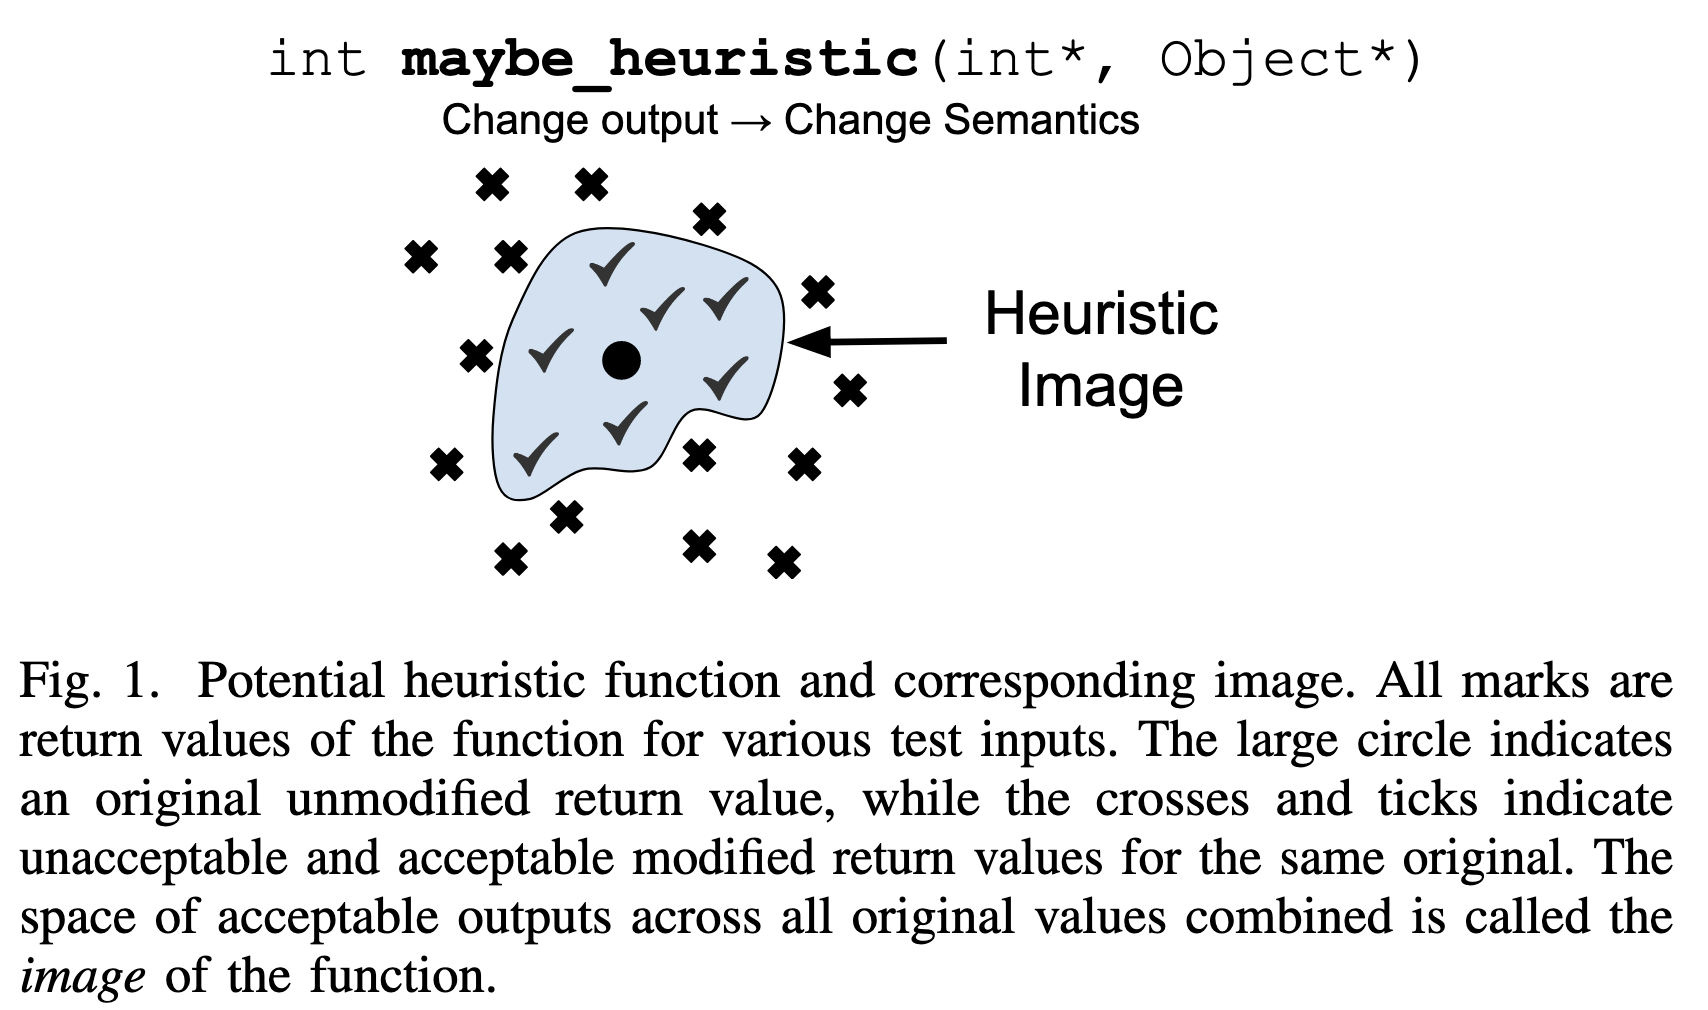 int maybe_heuristic(int*, Object*)
Change output → Change Semantics
Heuristic
Image
Fig. 1. Potential heuristic function and corresponding image. All marks are
return values of the function for various test inputs. The large circle indicates
an original unmodified return value, while the crosses and ticks indicate
unacceptable and acceptable modified return values for the same original. The
space of acceptable outputs across all original values combined is called the
image of the function.